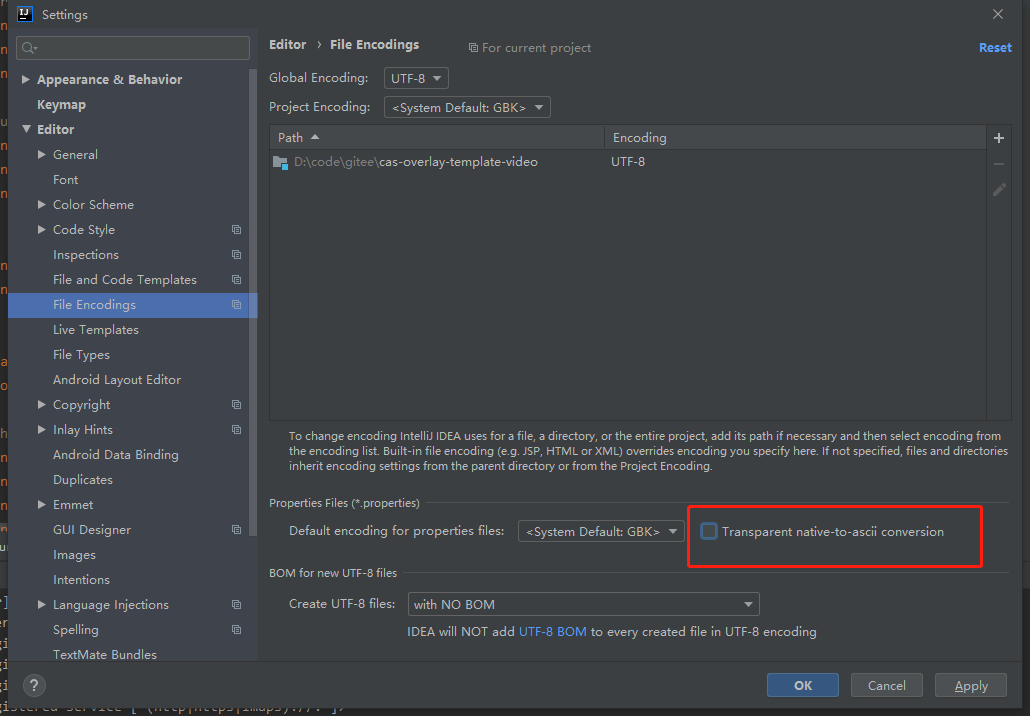 Settings
Editor › File Encodings
For current project
Reset
Appearance & Behavior
Keymap
Editor
General
Font
Color Scheme
Code Style
Inspections
File and Code Templates
File Encodings
Live Templates
File Types
Android Layout Editor
Copyright
Inlay Hints
Android Data Binding
Duplicates
Emmet
GUI Designer
Images
Intentions
Language Injections
Spelling
TextMate Bundles
Global Encoding: UTF-8
Project Encoding: <System Default: GBK>
Path Encoding
D:\code\gitee\cas-overlay-template-video UTF-8
To change encoding IntelliJ IDEA uses for a file, a directory, or the entire project, add its path if necessary and then select encoding from
the encoding list. Built-in file encoding (e.g. JSP, HTML or XML) overrides encoding you specify here. If not specified, files and directories
inherit encoding settings from the parent directory or from the Project Encoding.
Properties Files (*.properties)
Default encoding for properties files: <System Default: GBK> Transparent native-to-ascii conversion
BOM for new UTF-8 files
Create UTF-8 files: with NO BOM
IDEA will NOT add UTF-8 BOM to every created file in UTF-8 encoding
?
OK Cancel Apply